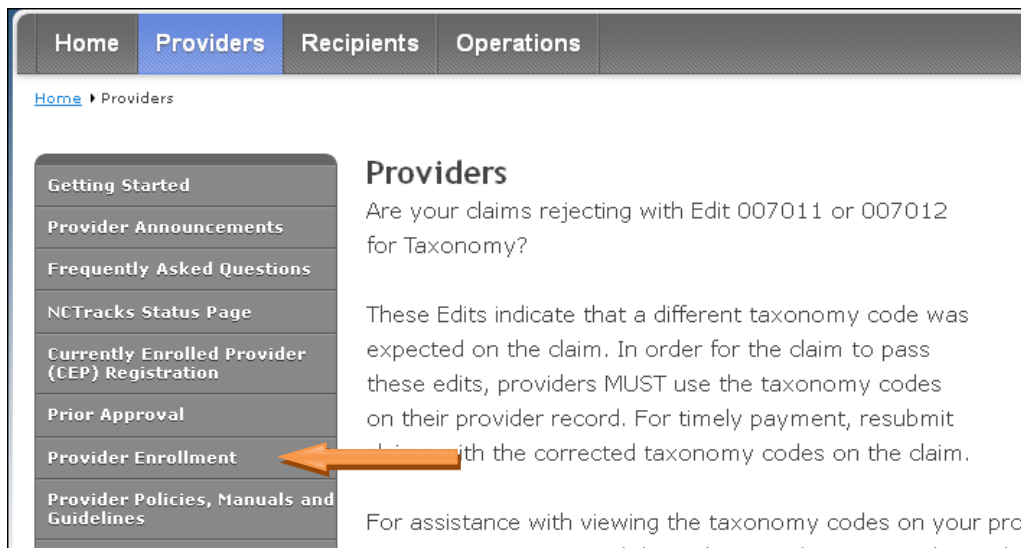 Home Providers Recipients Operations
Home Providers
Getting Started
Provider Announcements
Frequently Asked Questions
NCTracks Status Page
Currently Enrolled Provider
(CEP) Registration
Prior Approval
Provider Enrollment
Provider Policies, Manuals and
Guidelines
Providers
Are your claims rejecting with Edit 007011 or 007012
for Taxonomy?
These Edits indicate that a different taxonomy code was
expected on the claim. In order for the claim to pass
these edits, providers MUST use the taxonomy codes
on their provider record. For timely payment, resubmit
with the corrected taxonomy codes on the claim.
For assistance with viewing the taxonomy codes on your pro